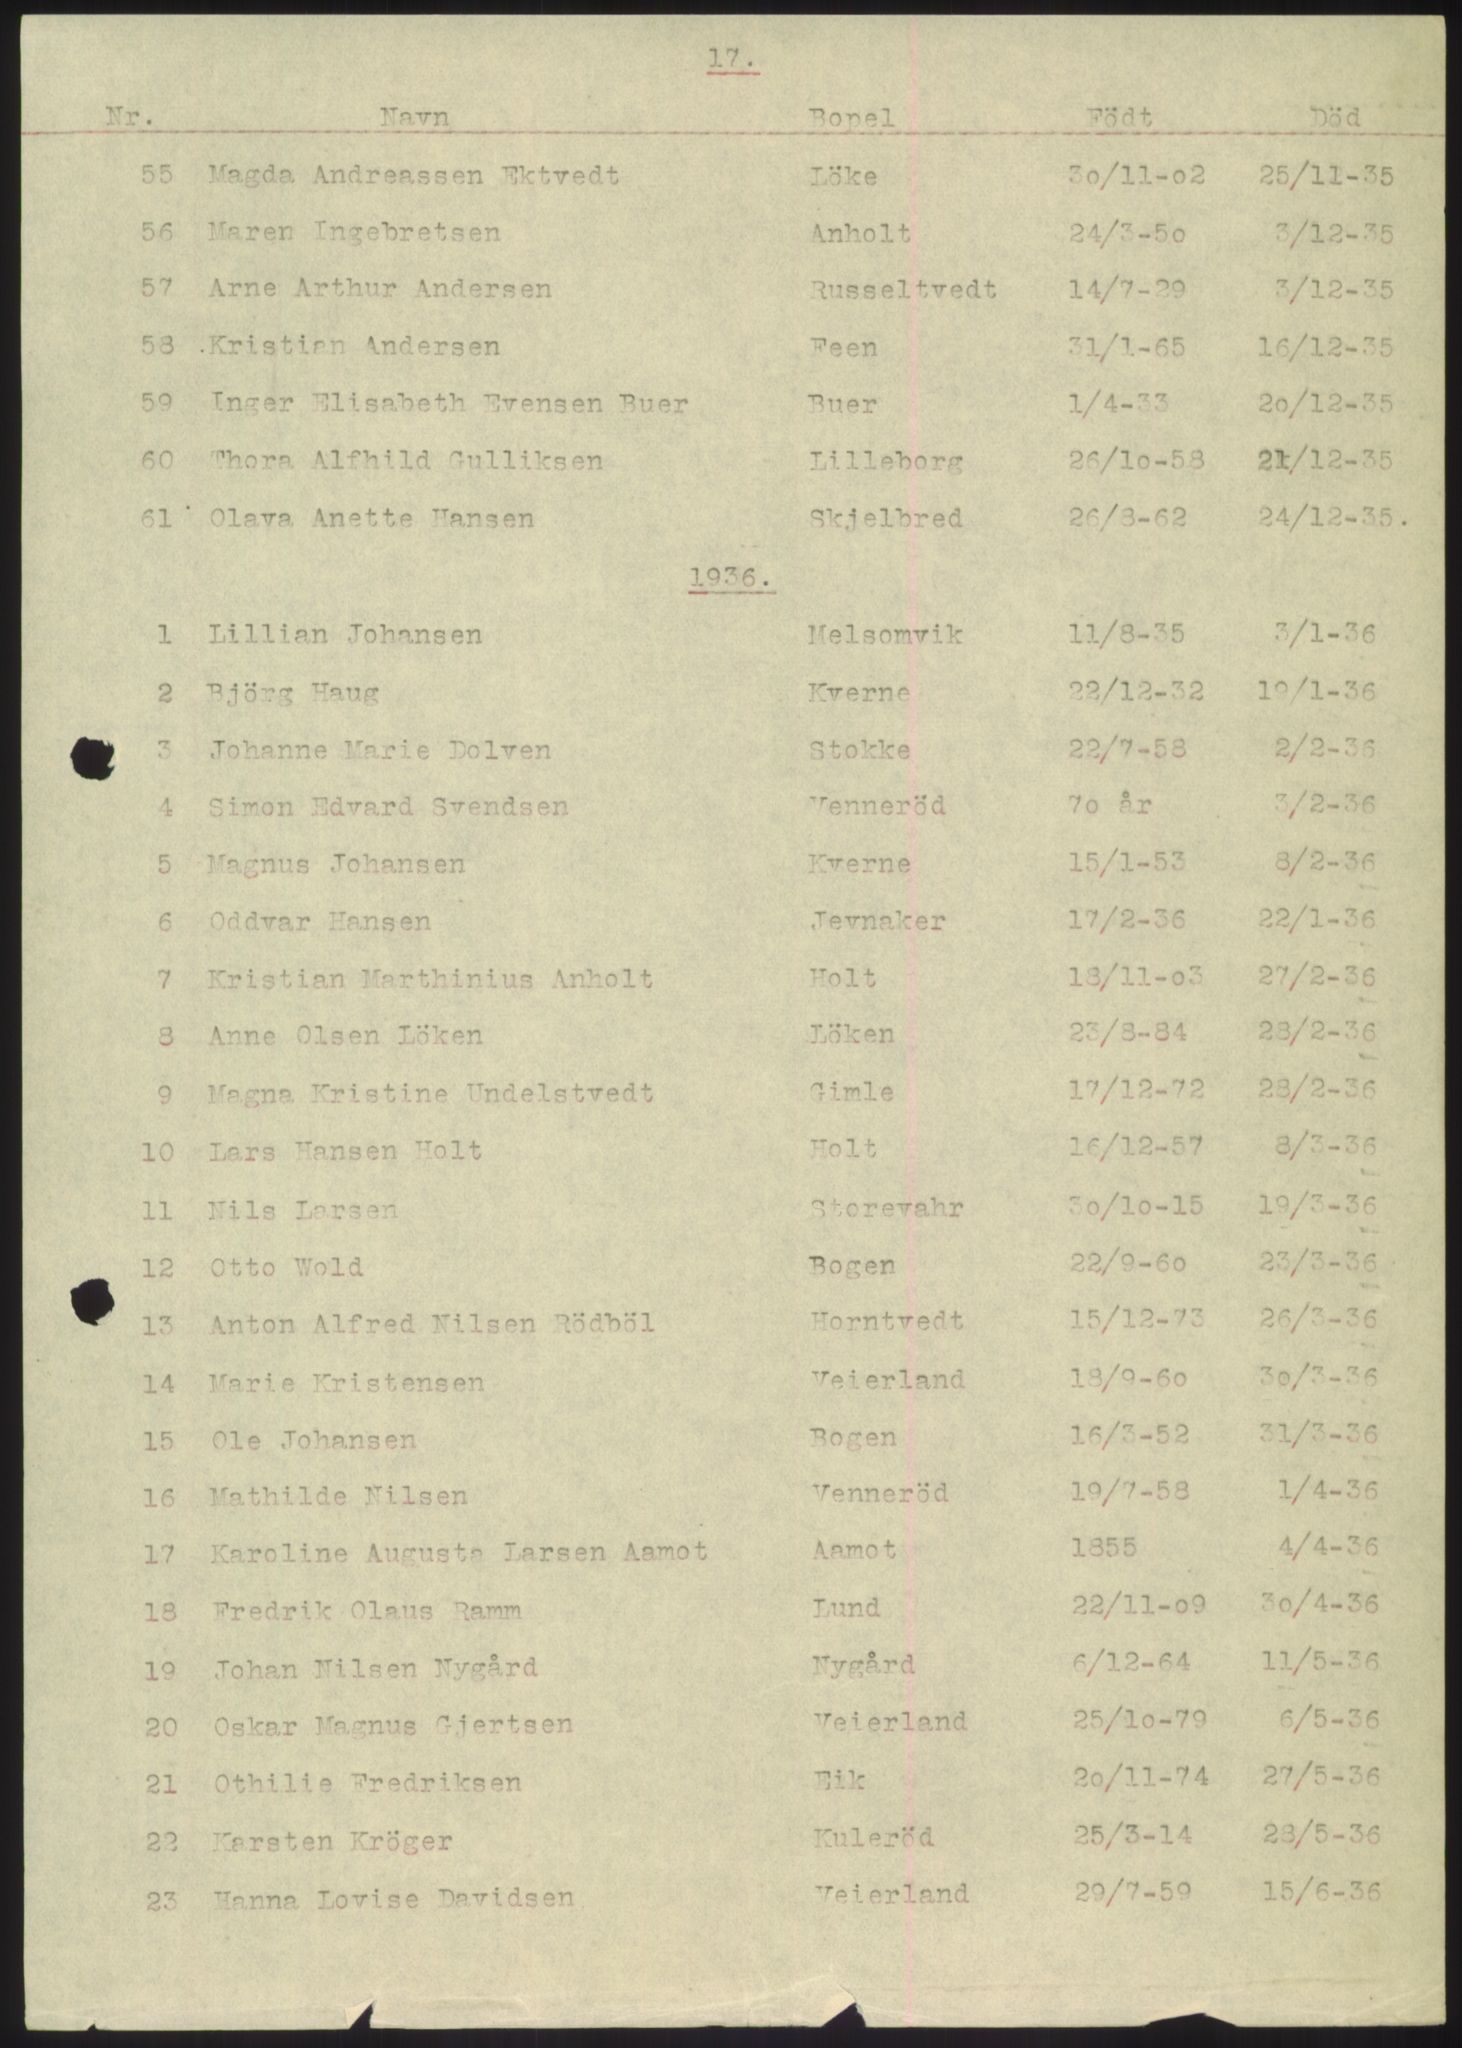 17.
Nr. Navn Bopel Födt Död
55 Magda Andreassen Ektvedt Löke 3o/11-o2 25/11-35
56 Maren Ingebretsen Anholt 24/3-5o 3/12-35
57 Arne Arthur Andersen Russeltvedt 14/7-29 3/12-35
58 Kristian Andersen Feen 31/1-65 16/12-35
59 Inger Elisabeth Evensen Buer Buer 1/4-33 2o/12-35
60 Thora Alfhild Gulliksen Lilleborg 26/1o-58 21/12-35
61 Olava Anette Hansen Skjelbred 26/8-62 24/12-35.
1936.
1 Lillian Johansen Melsomvik 11/8-35 3/1-36
2 Björg Haug Kverne 22/12-32 19/1-36
3 Johanne Marie Dolven Stokke 22/7-58 2/2-36
4 Simon Edvard Svendsen Venneröd 7o år 3/2-36
5 Magnus Johansen Kverne 15/1-53 8/2-36
6 Oddvar Hansen Jevnaker 17/2-36 22/1-36
7 Kristian Marthinius Anholt Holt 18/11-o3 27/2-36
8 Anne Olsen Löken Löken 23/8-84 28/2-36
9 Magna Kristine Undelstvedt Gimle 17/12-72 28/2-36
10 Lars Hansen Holt Holt 16/12-57 8/3-36
11 Nils Larsen Storevahr 3o/1o-15 19/3-36
12 Otto Wold Bogen 22/9-6o 23/3-36
13 Anton Alfred Nilsen Rödböl Horntvedt 15/12-73 26/3-36
14 Marie Kristensen Veierland 18/9-6o 3o/3-36
15 Ole Johansen Bogen 16/3-52 31/3-36
16 Mathilde Nilsen Venneröd 19/7-58 1/4-36
17 Karoline Augusta Larsen Aamot Aamot 1855 4/4-36
18 Fredrik Olaus Ramm Lund 22/11-o9 3o/4-36
19 Johan Nilsen Nygård Nygård 6/12-64 11/5-36
20 Oskar Magnus Gjertsen Veierland 25/1o-79 6/5-36
21 Othilie Fredriksen Eik 2o/11-74 27/5-36
22 Karsten Kröger Kuleröd 25/3-14 28/5-36
23 Hanna Lovise Davidsen Veierland 29/7-59 15/6-36